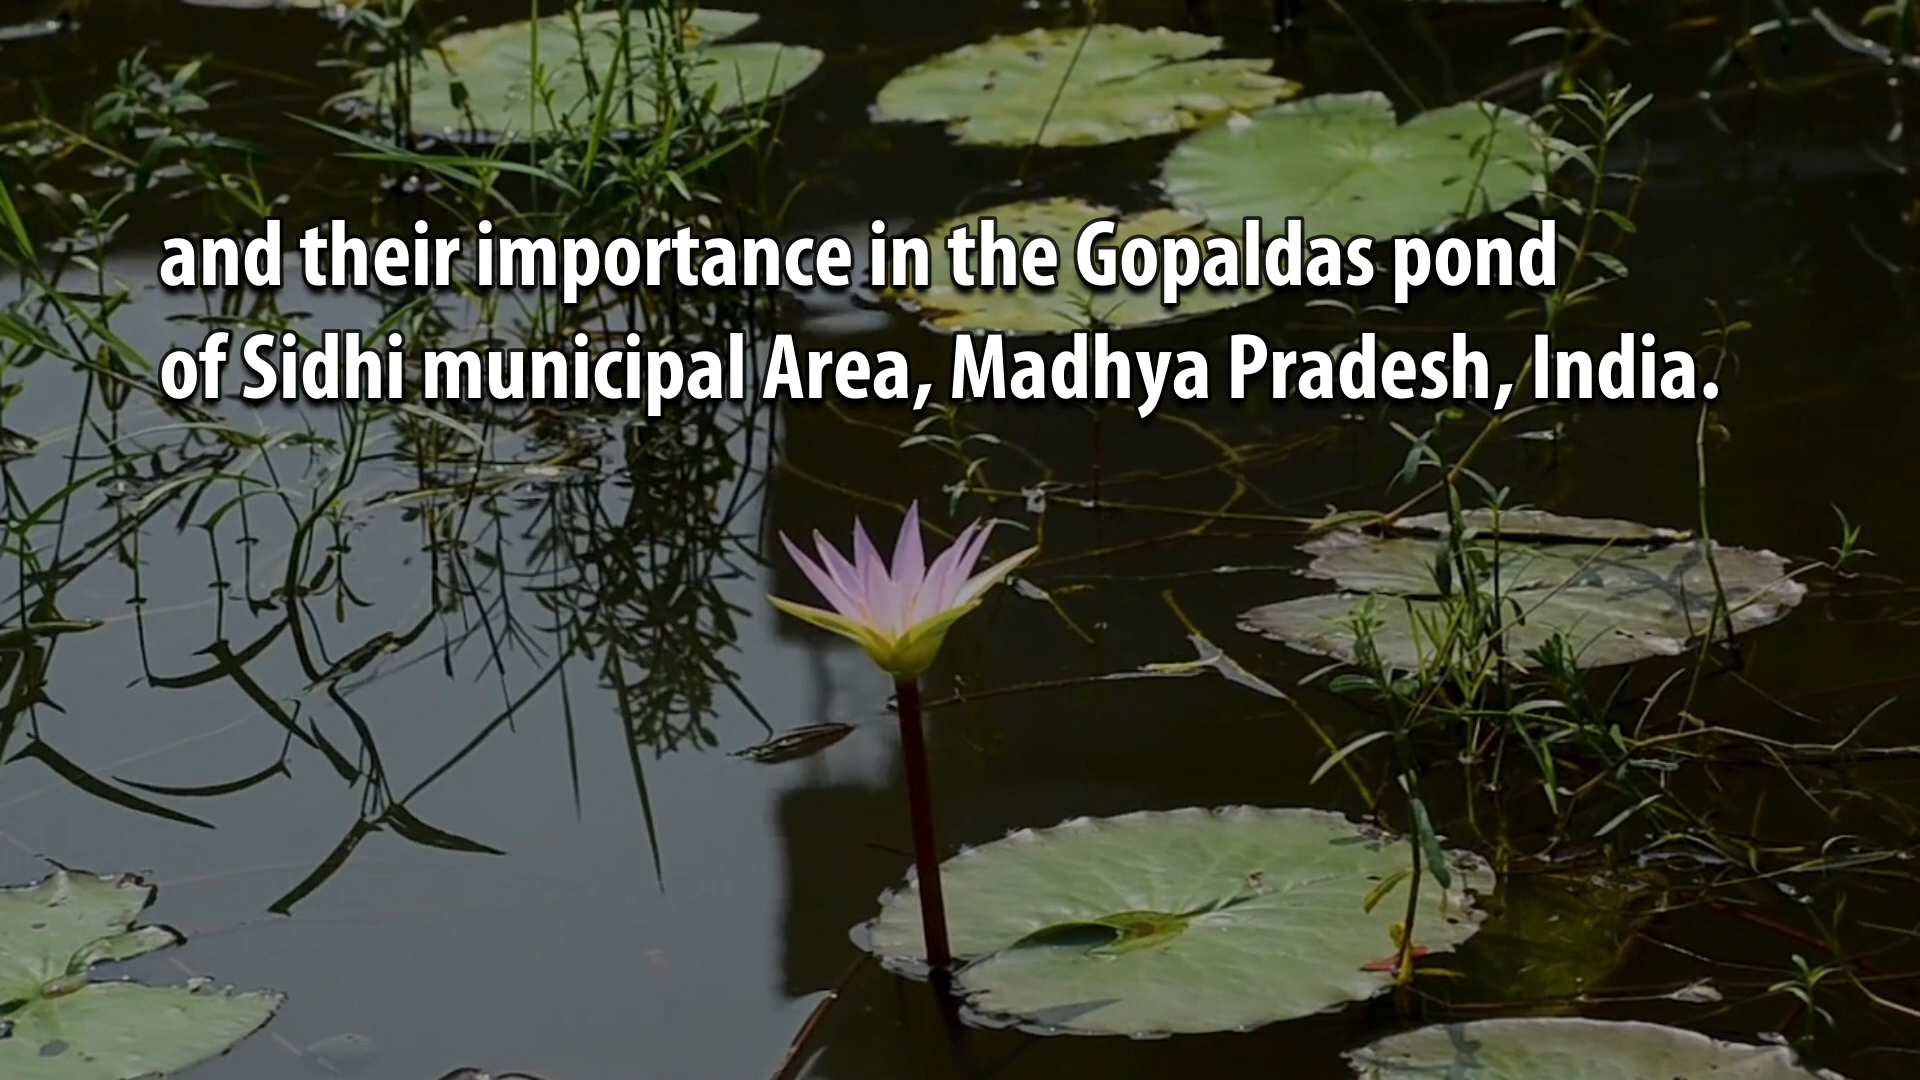 and their importance in the Gopaldas pond
of Sidhi municipal Area, Madhya Pradesh, India.